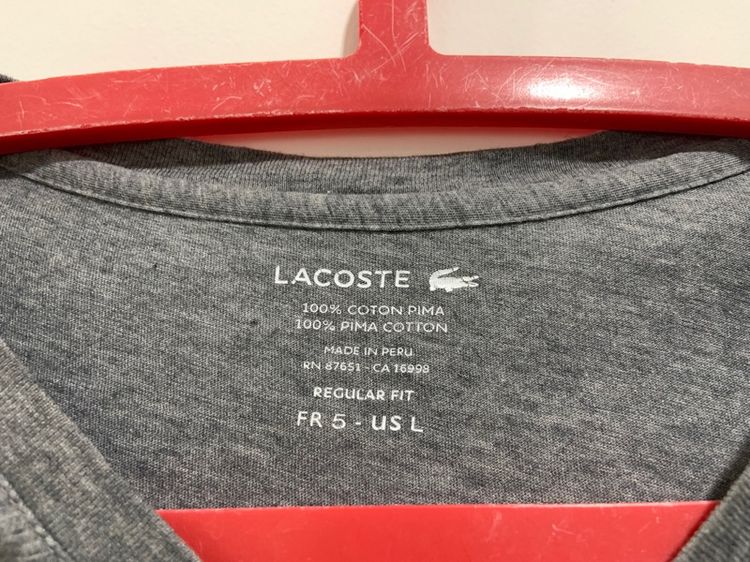 LACOSTE
100% COTON PIMA
100% PIMA COTTON
MADE IN PERU
RN 87651 - CA 16998
REGULAR FIT
FR 5 - US L